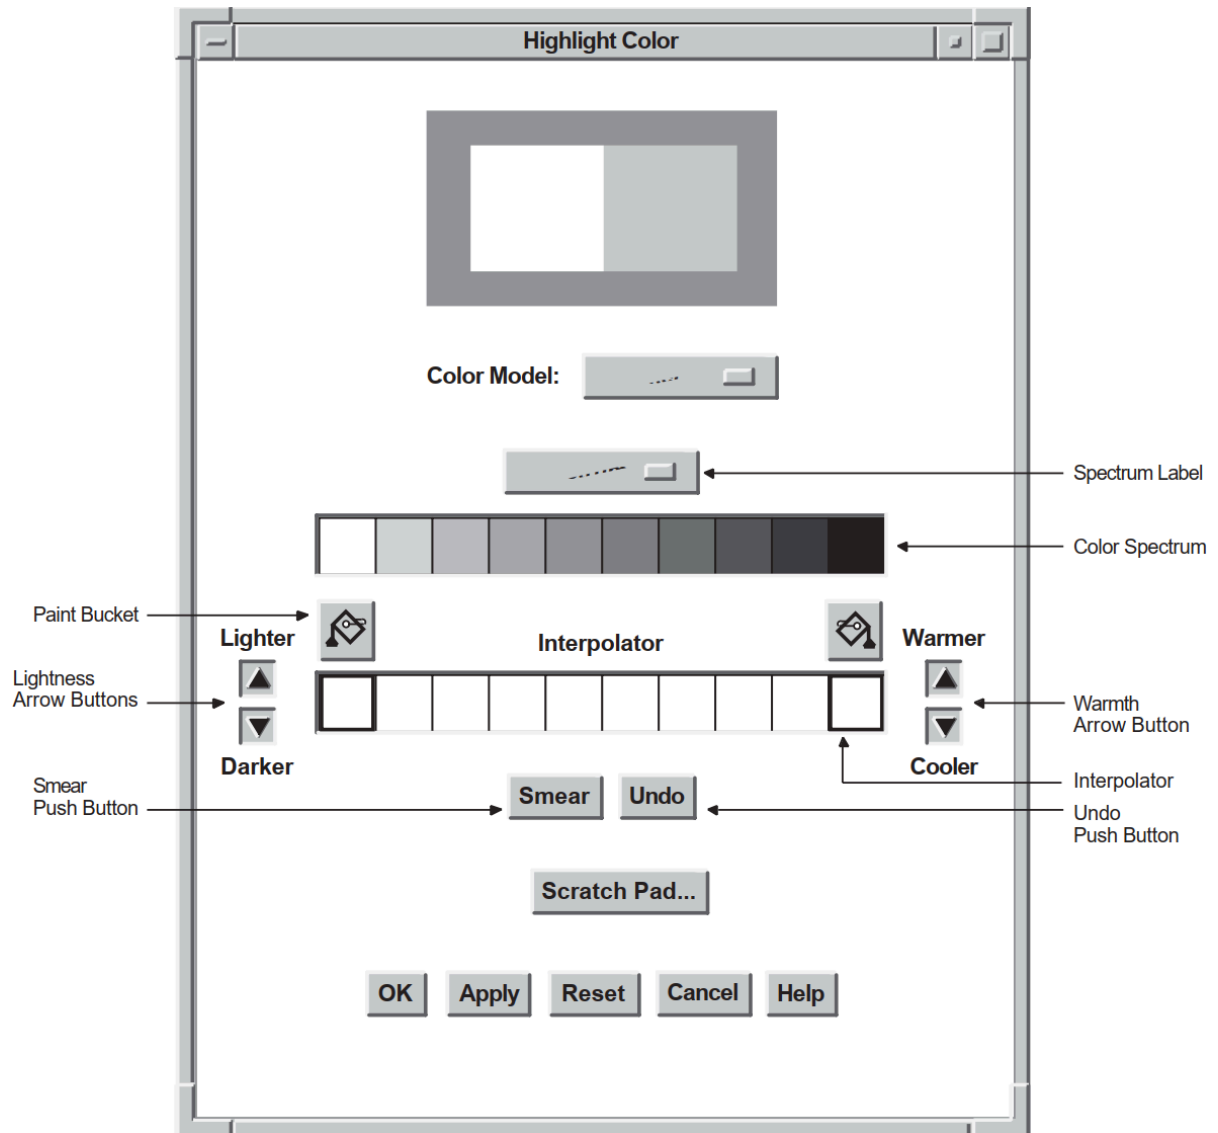 Highlight Color
Color Model:
Spectrum Label
Color Spectrum
Paint Bucket
Lighter
Interpolator
Warmer
Lightness
Arrow Buttons
Warmth
Arrow Button
Darker
Cooler
Interpolator
Smear
Push Button
Smear
Undo
Undo
Push Button
Scratch Pad...
OK
Apply
Reset
Cancel
Help